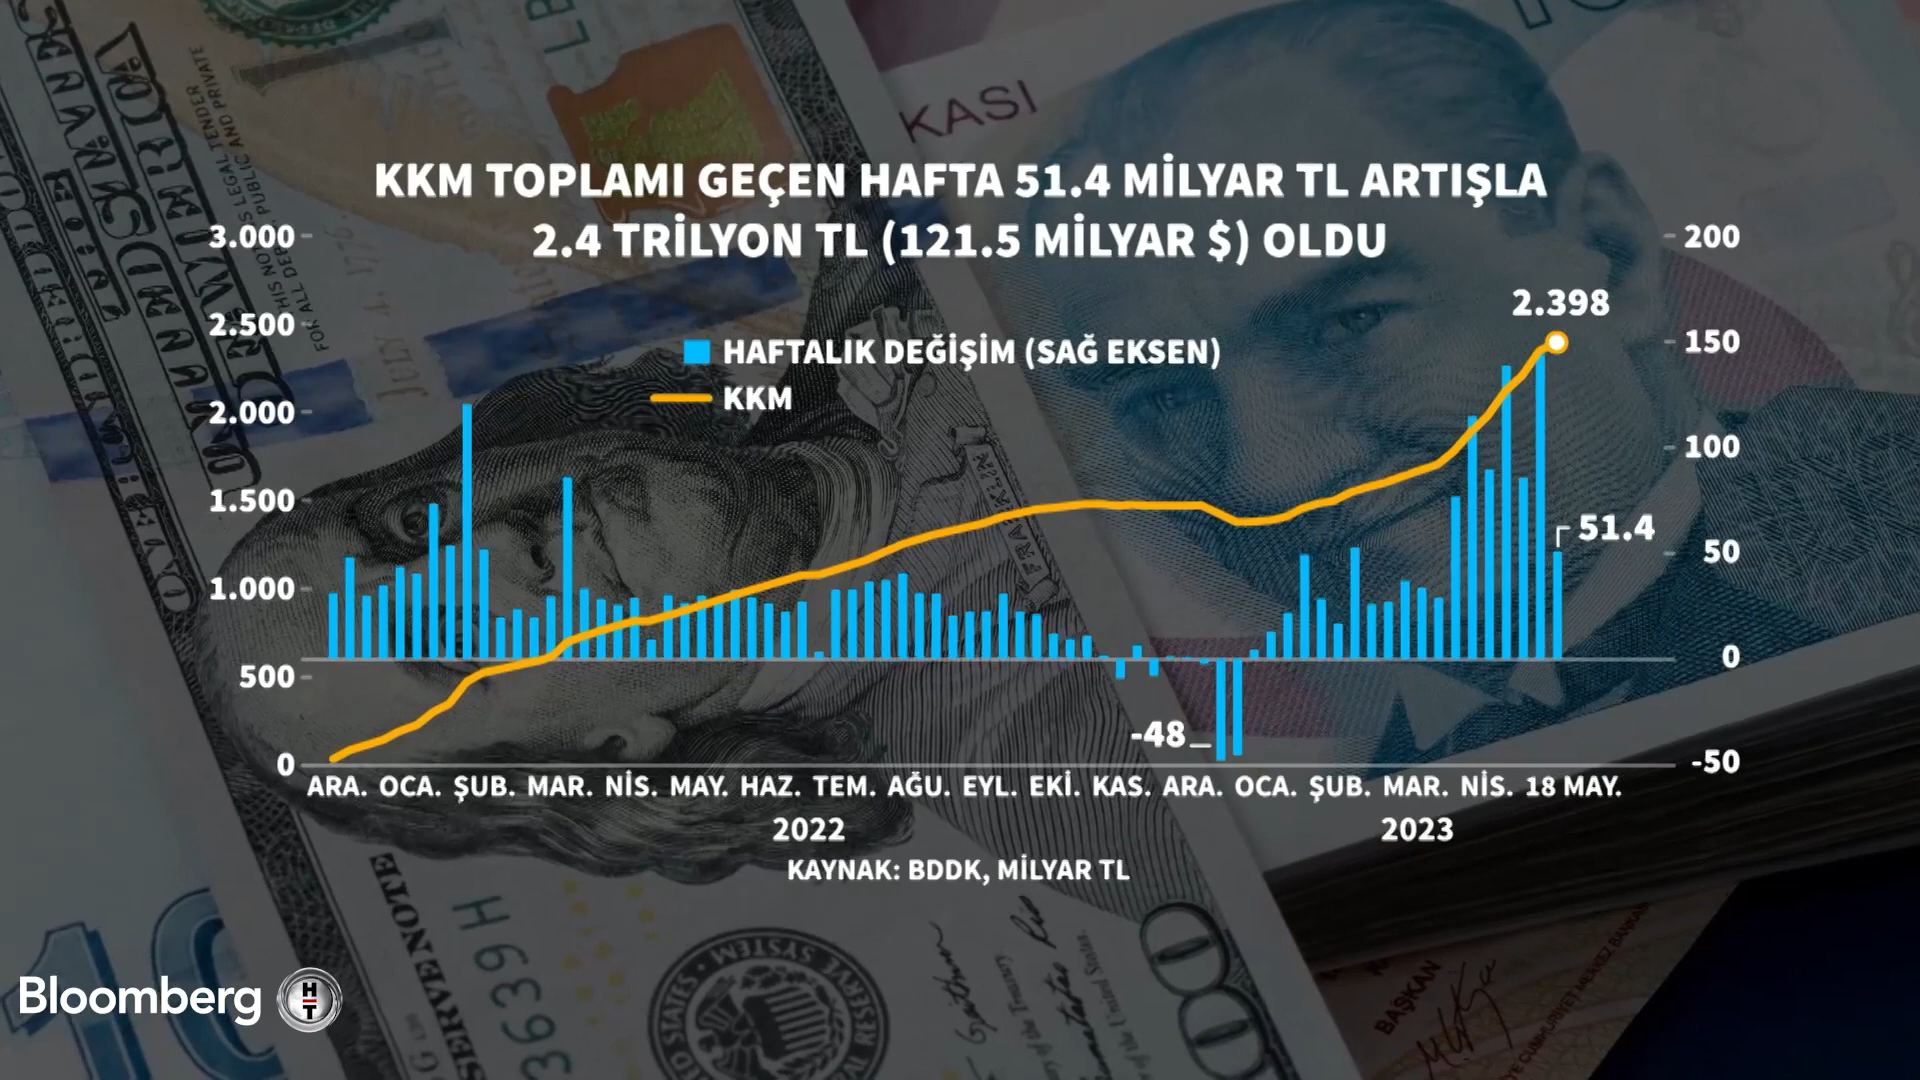 KKM TOPLAMI GEÇEN HAFTA 51.4 MİLYAR TL ARTIŞLA
2.4 TRİLYON TL (121.5 MİLYAR $) OLDU
HAFTALIK DEĞİŞİM (SAĞ EKSEN)
KKM
3.000
2.500
2.000
1.500
1.000
500
0
200
150
100
50
0
-50
2.398
51.4
-48
ARA. OCA. ŞUB. MAR. NİS. MAY. HAZ. TEM. AĞU. EYL. EKİ. KAS. ARA. OCA. ŞUB. MAR. NİS. 18 MAY.
2022 2023
KAYNAK: BDDK, MİLYAR TL
Bloomberg HT
KASI
FRANKLIN
BAŞKAN